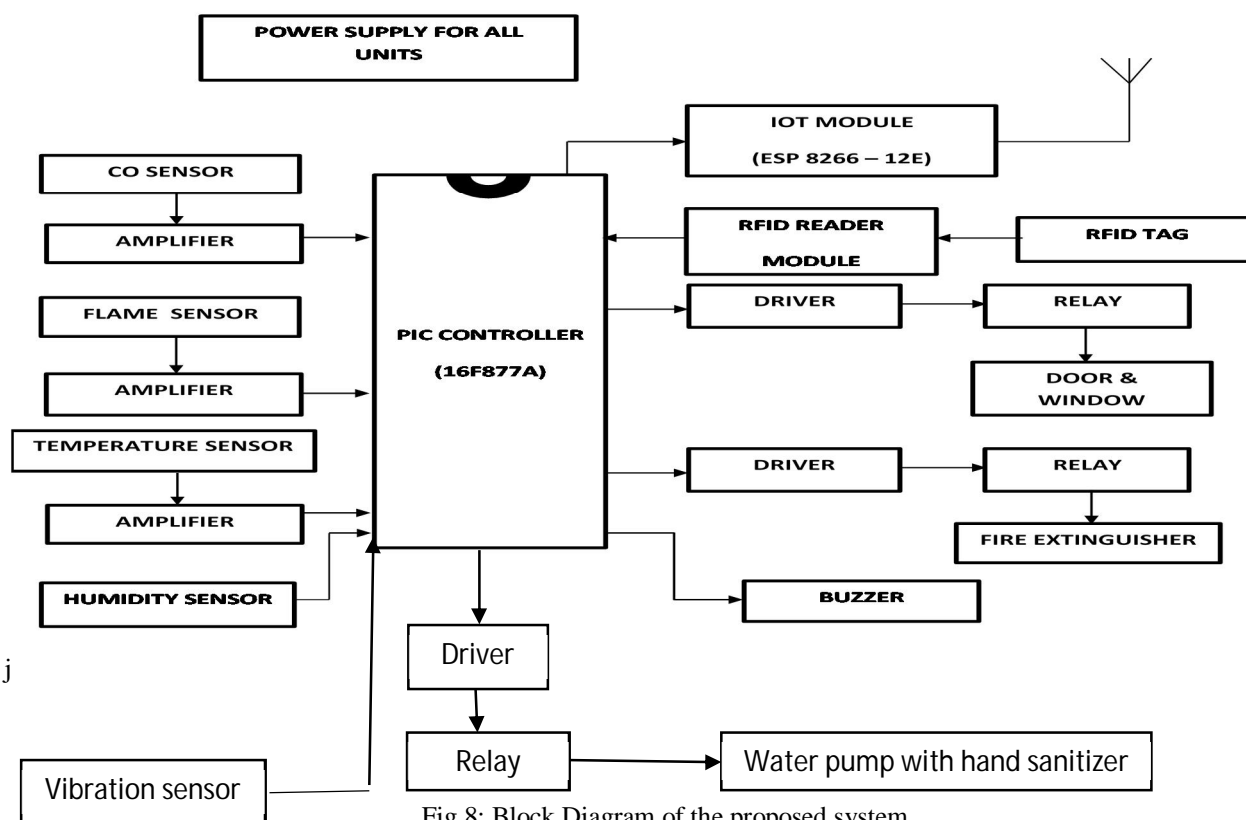 POWER SUPPLY FOR ALL
UNITS
IOT MODULE
(ESP 8266 – 12E)
CO SENSOR
AMPLIFIER
RFID READER
MODULE
RFID TAG
FLAME SENSOR
DRIVER
RELAY
PIC CONTROLLER
(16F877A)
AMPLIFIER
DOOR &
WINDOW
TEMPERATURE SENSOR
DRIVER
RELAY
AMPLIFIER
FIRE EXTINGUISHER
HUMIDITY SENSOR
BUZZER
Driver
j
Relay
Water pump with hand sanitizer
Vibration sensor
Fig 8: Block Diagram of the proposed system